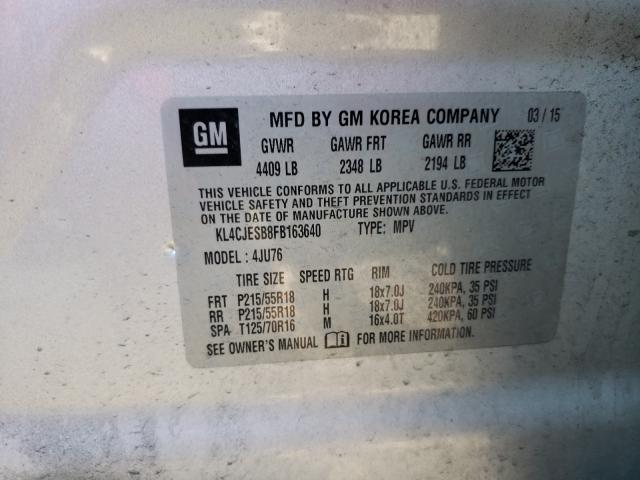 GM
MFD BY GM KOREA COMPANY 03 / 15
GVWR GAWR FRT GAWR RR
4409 LB 2348 LB 2194 LB
THIS VEHICLE CONFORMS TO ALL APPLICABLE U.S. FEDERAL MOTOR
VEHICLE SAFETY AND THEFT PREVENTION STANDARDS IN EFFECT
ON THE DATE OF MANUFACTURE SHOWN ABOVE.
KL4CJESB8FB163640 TYPE: MPV
MODEL : 4JU76
TIRE SIZE SPEED RTG RIM COLD TIRE PRESSURE
FRT P215/55R18 H 18x7.0J 240KPA, 35 PSI
RR P215/55R18 H 18x7.0J 240KPA, 35 PSI
SPA T125/70R16 M 16x4.0T 420KPA, 60 PSI
SEE OWNER'S MANUAL FOR MORE INFORMATION.